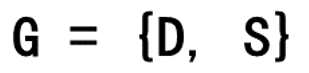 G = {D, S}